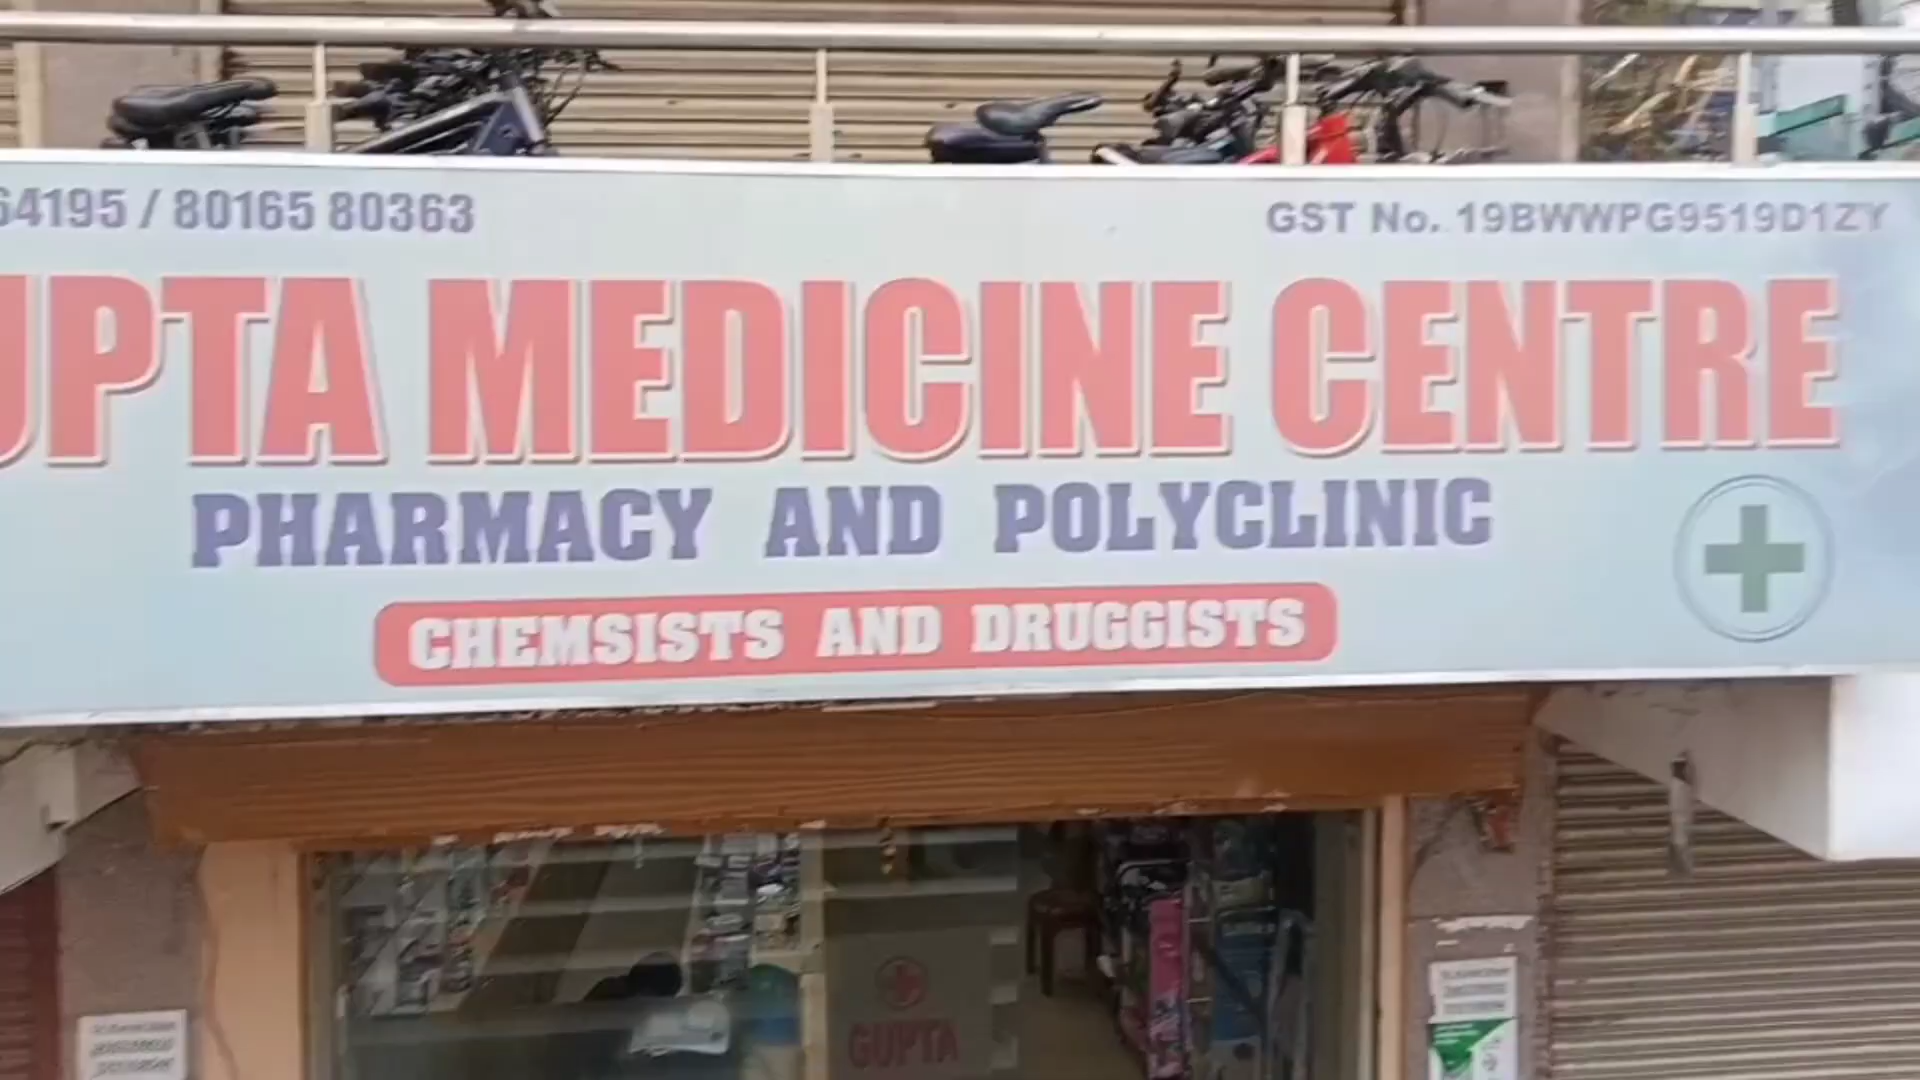 64195 / 80165 80363
GST No. 19BWWPG9519D1ZY
UPTA MEDICINE CENTRE
PHARMACY AND POLYCLINIC
CHEMSISTS AND DRUGGISTS
GUPTA